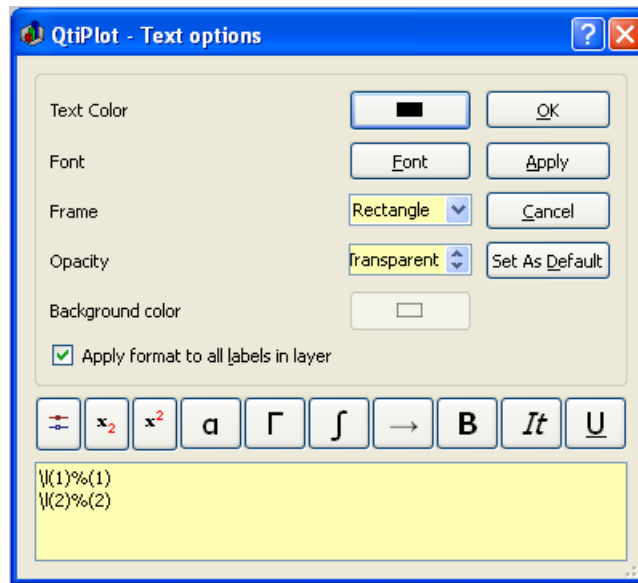 QtiPlot - Text options
Text Color
OK
Font
Font
Apply
Frame
Rectangle
Cancel
Opacity
Transparent
Set As Default
Background color
Apply format to all labels in layer
x2 x2 α Γ ∫ → B It U
\l(1)%(1)
\l(2)%(2)